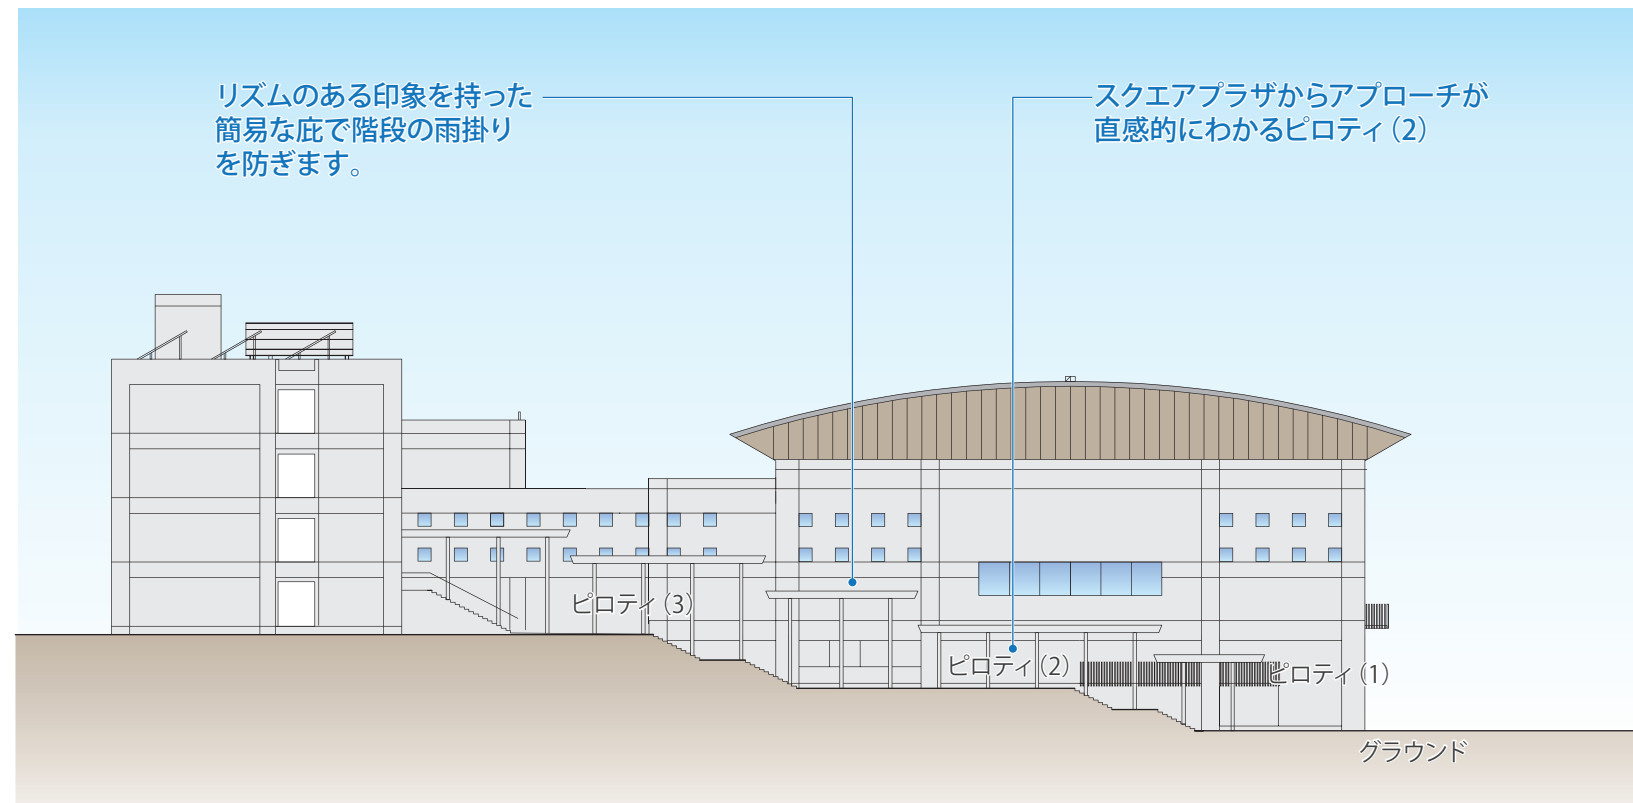 リズムのある印象を持った
簡易な庇で階段の雨掛り
を防ぎます。
スクエアプラザからアプローチが
直感的にわかるピロティ(2)
ピロティ(3)
ピロティ(2)
ピロティ(1)
グラウンド